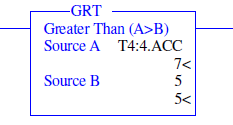 GRT
Greater Than (A>B)
Source A T4:4.ACC
7<
Source B 5
5<